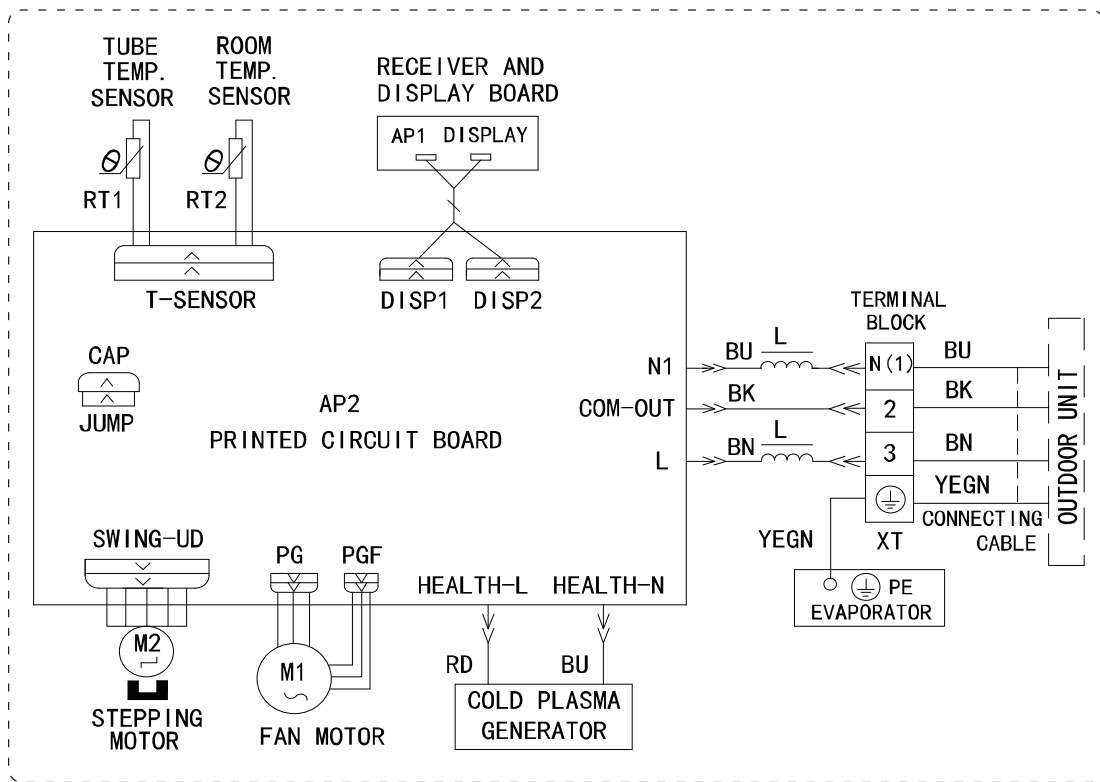 TUBE
TEMP.
SENSOR
ROOM
TEMP.
SENSOR
RECEIVER AND
DISPLAY BOARD
AP1 DISPLAY
RT1
RT2
T-SENSOR
DISP1
DISP2
TERMINAL
BLOCK
CAP
JUMP
AP2
PRINTED CIRCUIT BOARD
N1
BU
L
N(1)
BU
COM-OUT
BK
2
BK
L
BN
L
3
BN
YEGN
OUTDOOR UNIT
CONNECTING
CABLE
XT
YEGN
PE
EVAPORATOR
SWING-UD
PG
PGF
HEALTH-L
HEALTH-N
M2
M1
RD
BU
STEPPING
MOTOR
FAN MOTOR
COLD PLASMA
GENERATOR